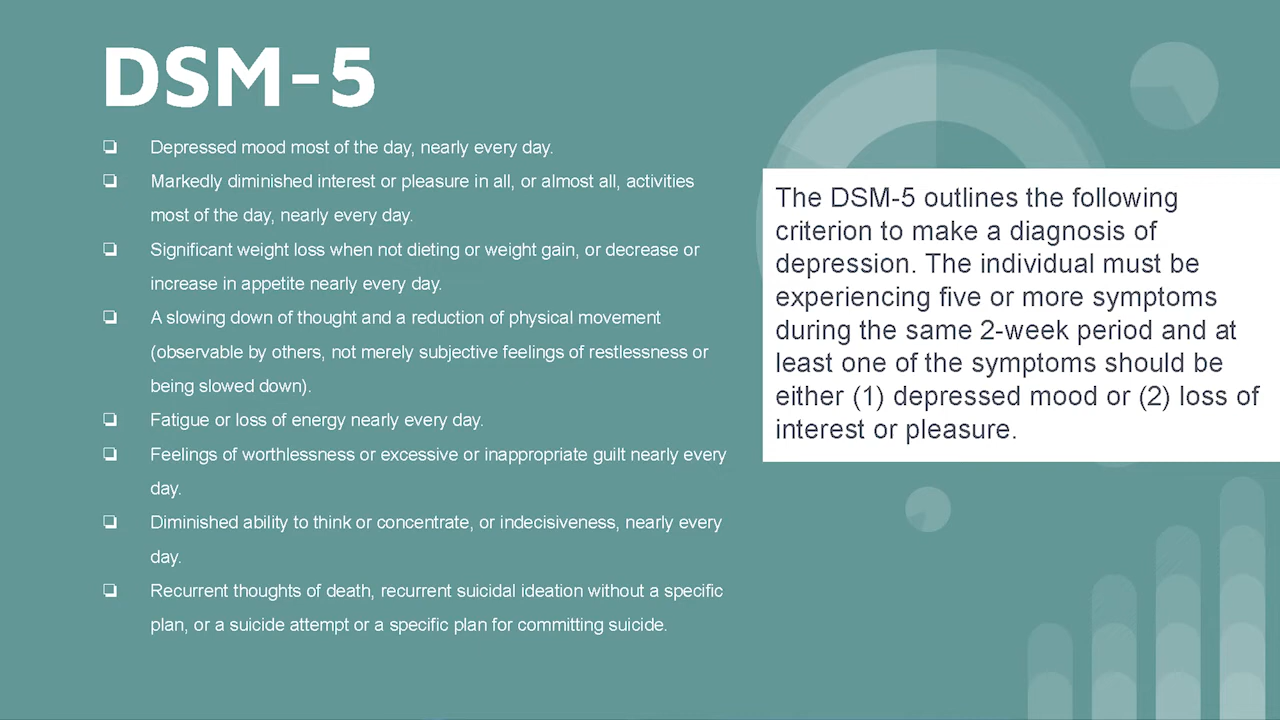 DSM-5
❏ Depressed mood most of the day, nearly every day.
❏ Markedly diminished interest or pleasure in all, or almost all, activities
most of the day, nearly every day.
❏ Significant weight loss when not dieting or weight gain, or decrease or
increase in appetite nearly every day.
❏ A slowing down of thought and a reduction of physical movement
(observable by others, not merely subjective feelings of restlessness or
being slowed down).
❏ Fatigue or loss of energy nearly every day.
❏ Feelings of worthlessness or excessive or inappropriate guilt nearly every
day.
❏ Diminished ability to think or concentrate, or indecisiveness, nearly every
day.
❏ Recurrent thoughts of death, recurrent suicidal ideation without a specific
plan, or a suicide attempt or a specific plan for committing suicide.
The DSM-5 outlines the following
criterion to make a diagnosis of
depression. The individual must be
experiencing five or more symptoms
during the same 2-week period and at
least one of the symptoms should be
either (1) depressed mood or (2) loss of
interest or pleasure.